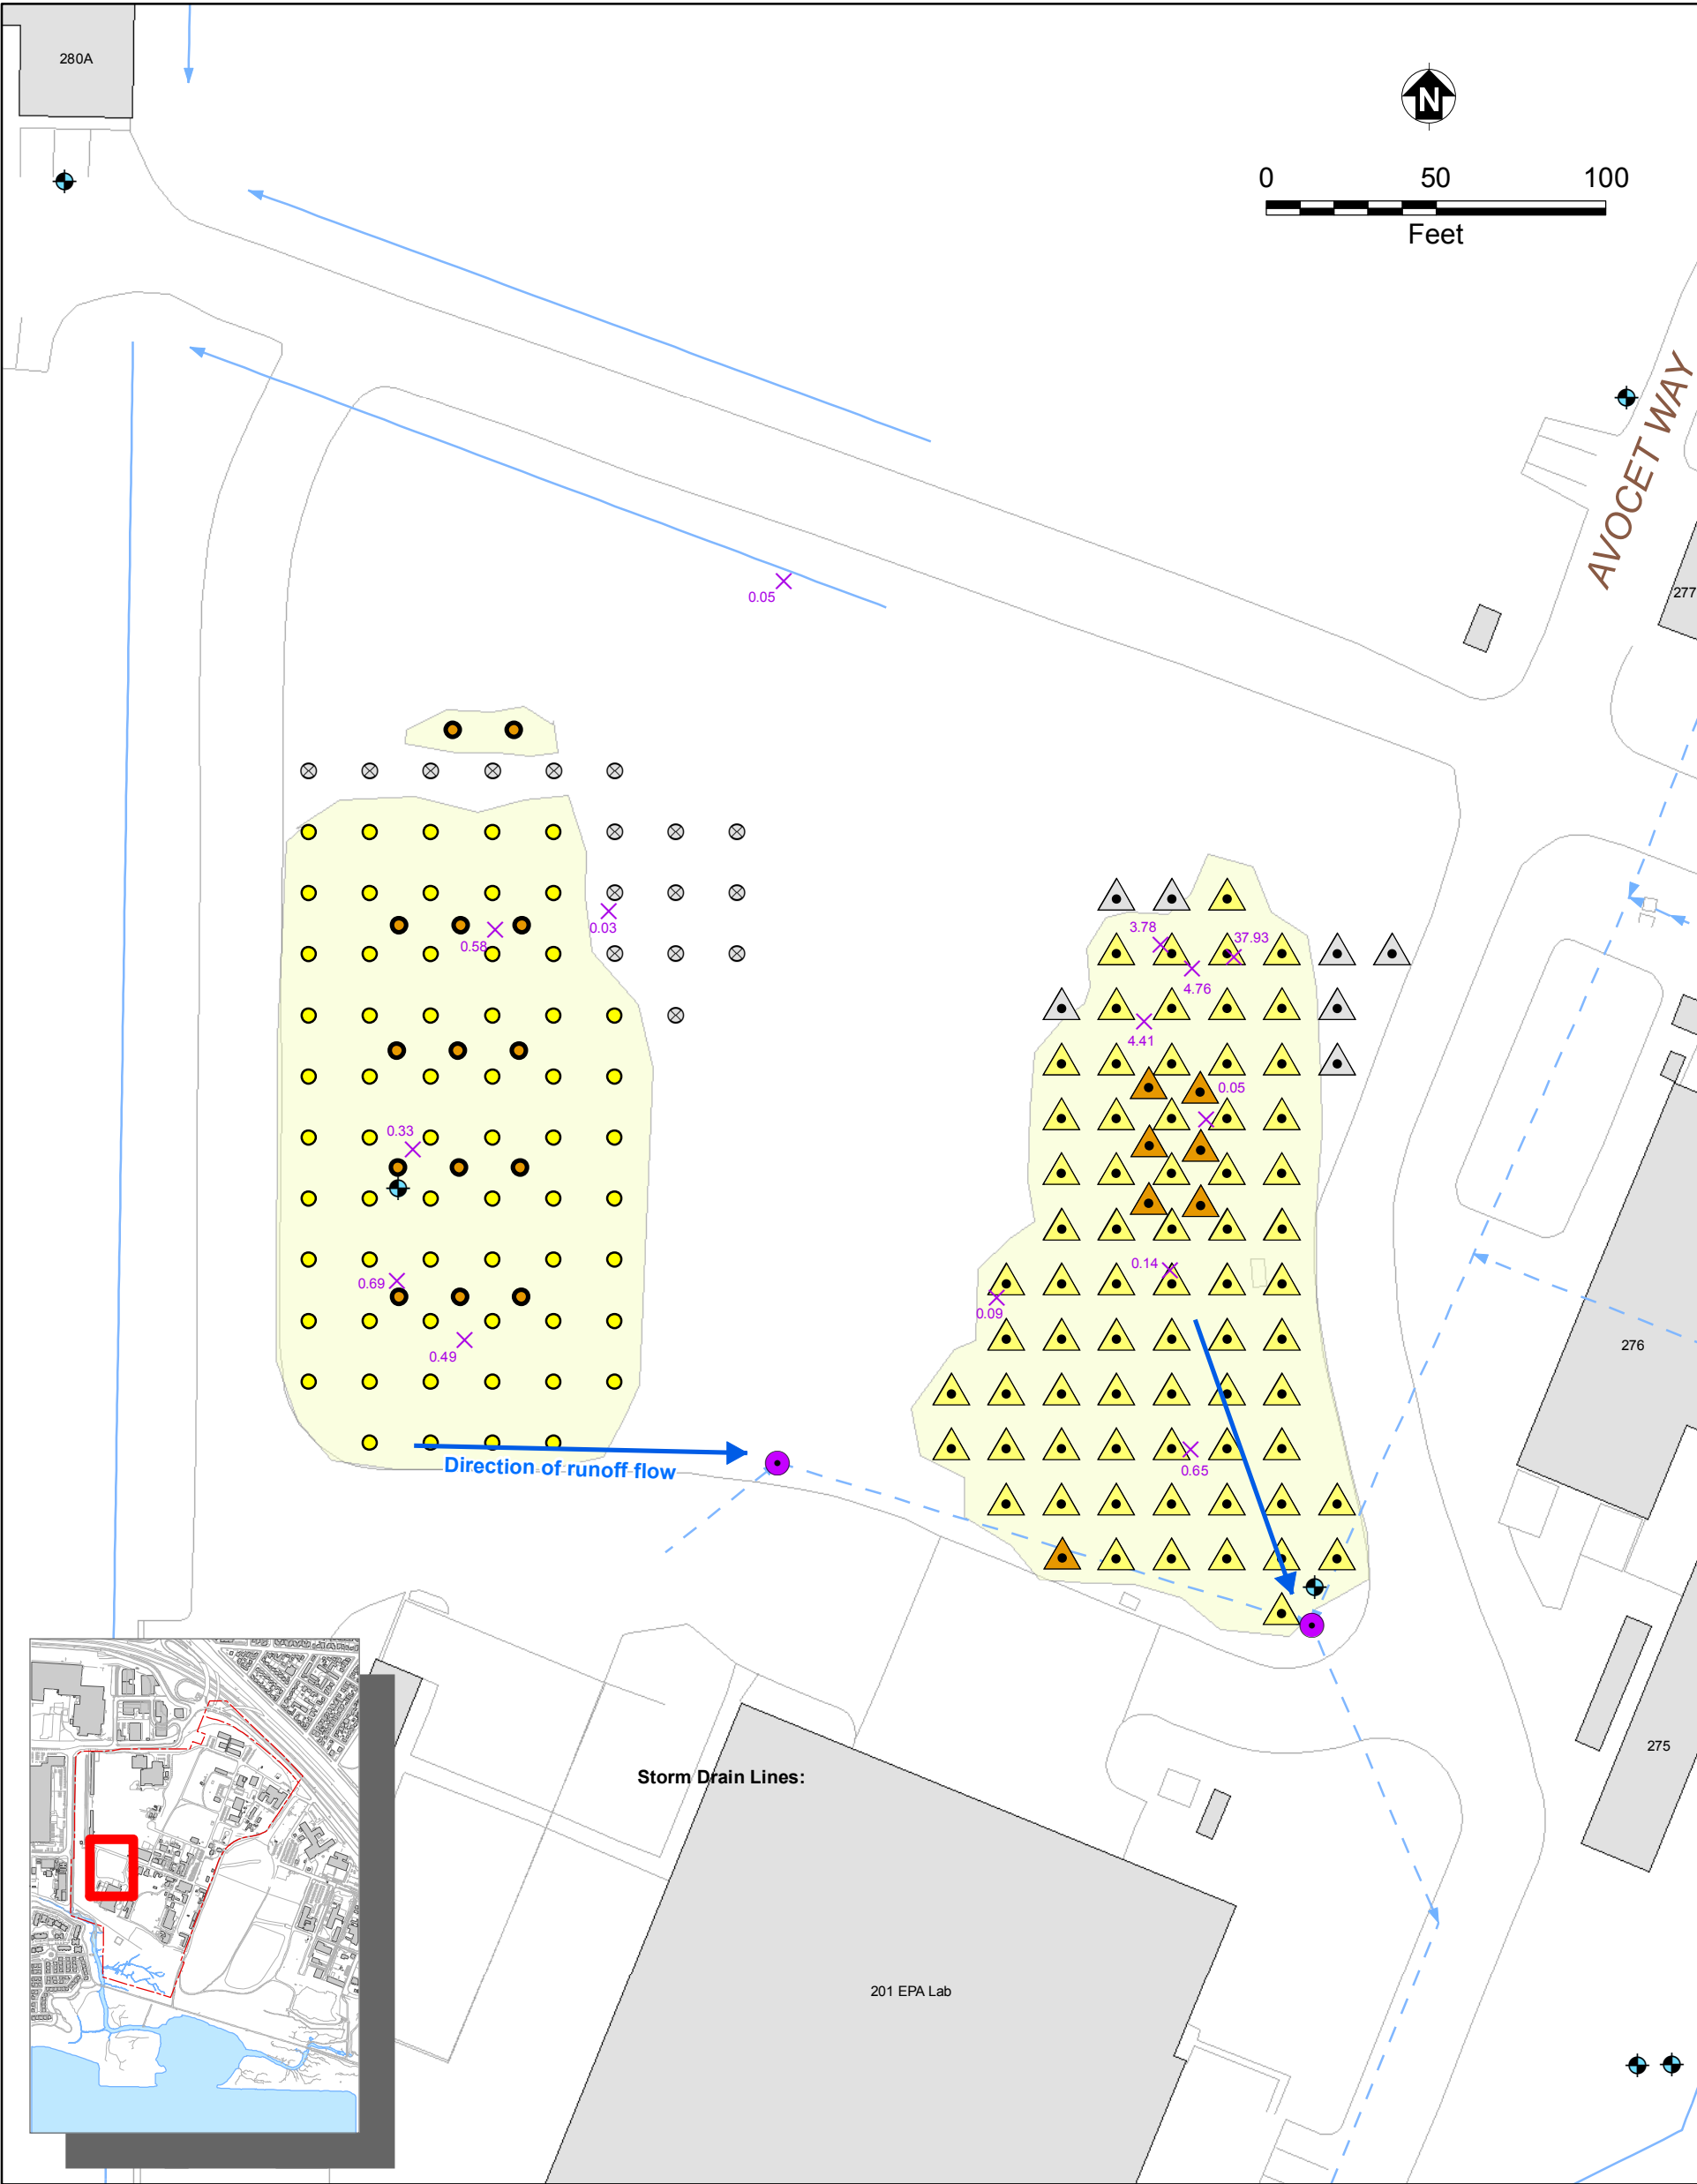 280A
N
0 50 100
Feet
AVOCET WAY
277
0.05
3.78
37.93
0.58
0.03
4.76
4.41
0.05
0.33
0.14
0.69
0.09
276
0.49
Direction of runoff flow
0.65
275
Storm Drain Lines:
201 EPA Lab